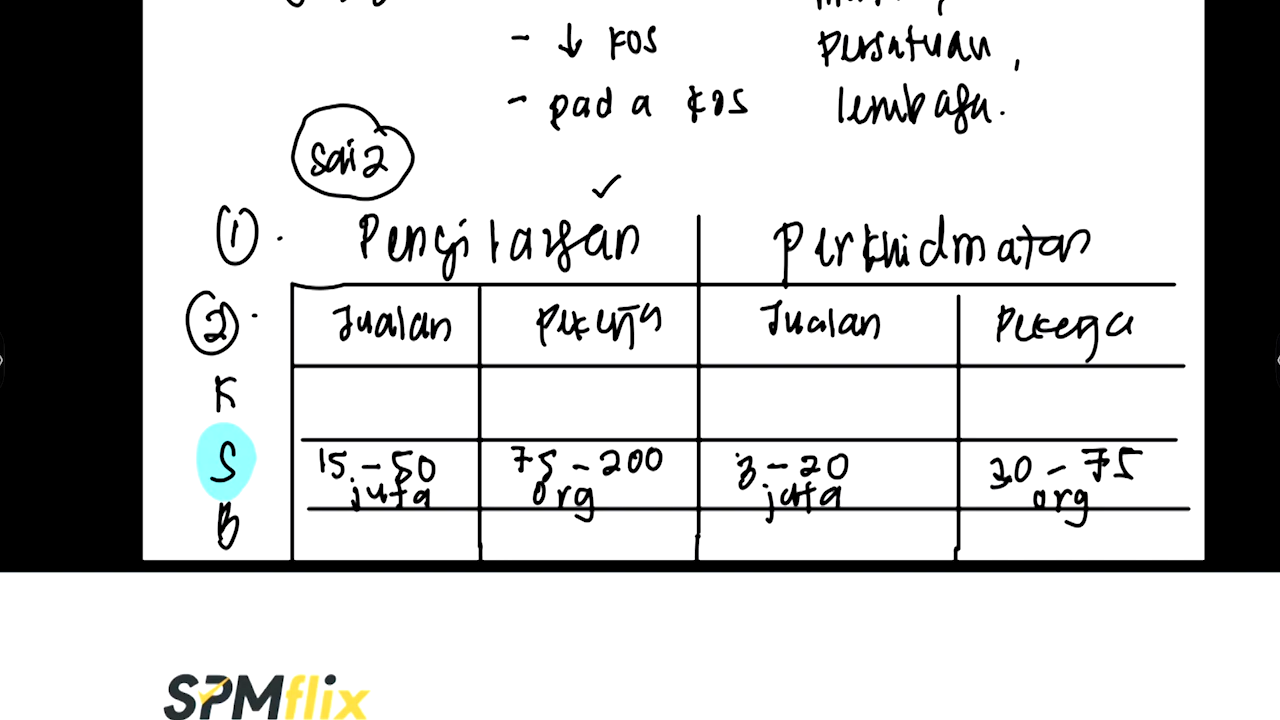 - ↓ kos
persatuan,
- pada kos
lembaga.
Saiz
✓
①. Pengilangan Perkhidmatan
②. Jualan Pekerja Jualan Pekerja
K
S 15 - 50 juta 75 - 200 org 3 - 20 juta 30 - 75 org
B
SPMflix